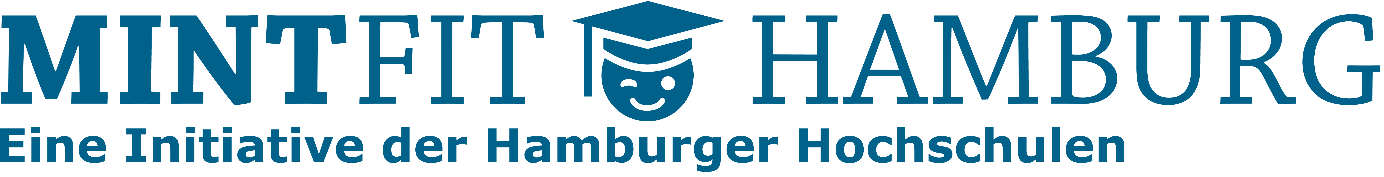 MINTFIT HAMBURG
Eine Initiative der Hamburger Hochschulen